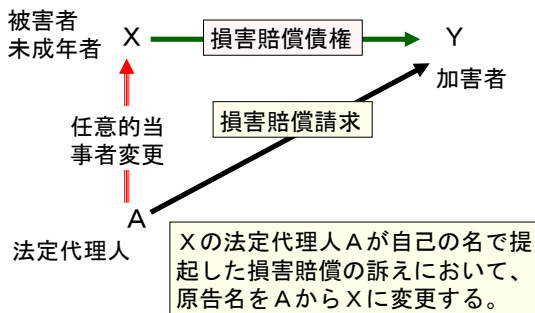 被害者
未成年者
Ｘ
損害賠償債権
Ｙ
加害者
任意的当
事者変更
損害賠償請求
Ａ
法定代理人
Ｘの法定代理人Ａが自己の名で提
起した損害賠償の訴えにおいて、
原告名をＡからＸに変更する。